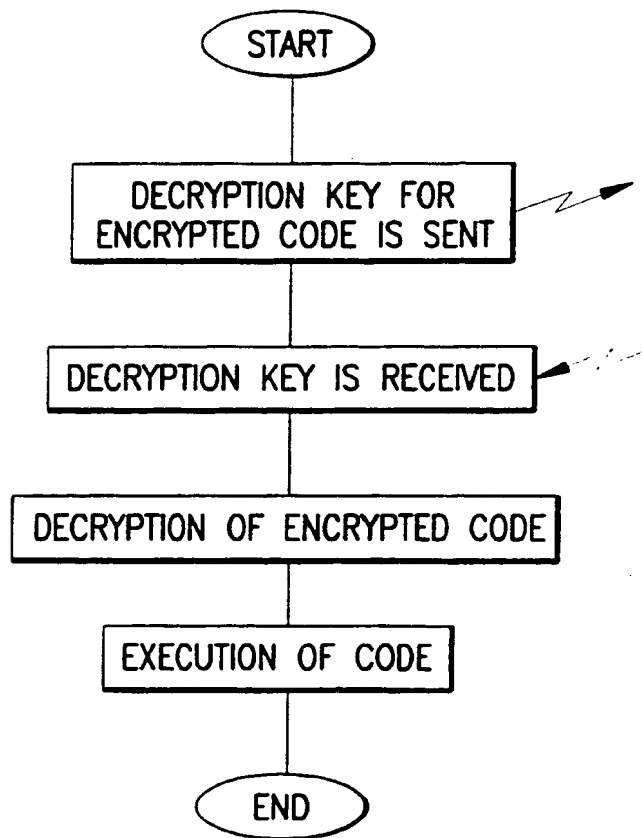 START
DECRYPTION KEY FOR
ENCRYPTED CODE IS SENT
DECRYPTION KEY IS RECEIVED
DECRYPTION OF ENCRYPTED CODE
EXECUTION OF CODE
END